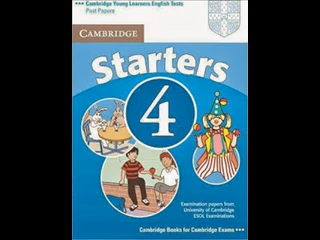 Cambridge Young Learners English Tests
Past Papers
CAMBRIDGE
Starters
4
Examination papers from
University of Cambridge
ESOL Examinations
Cambridge Books for Cambridge Exams